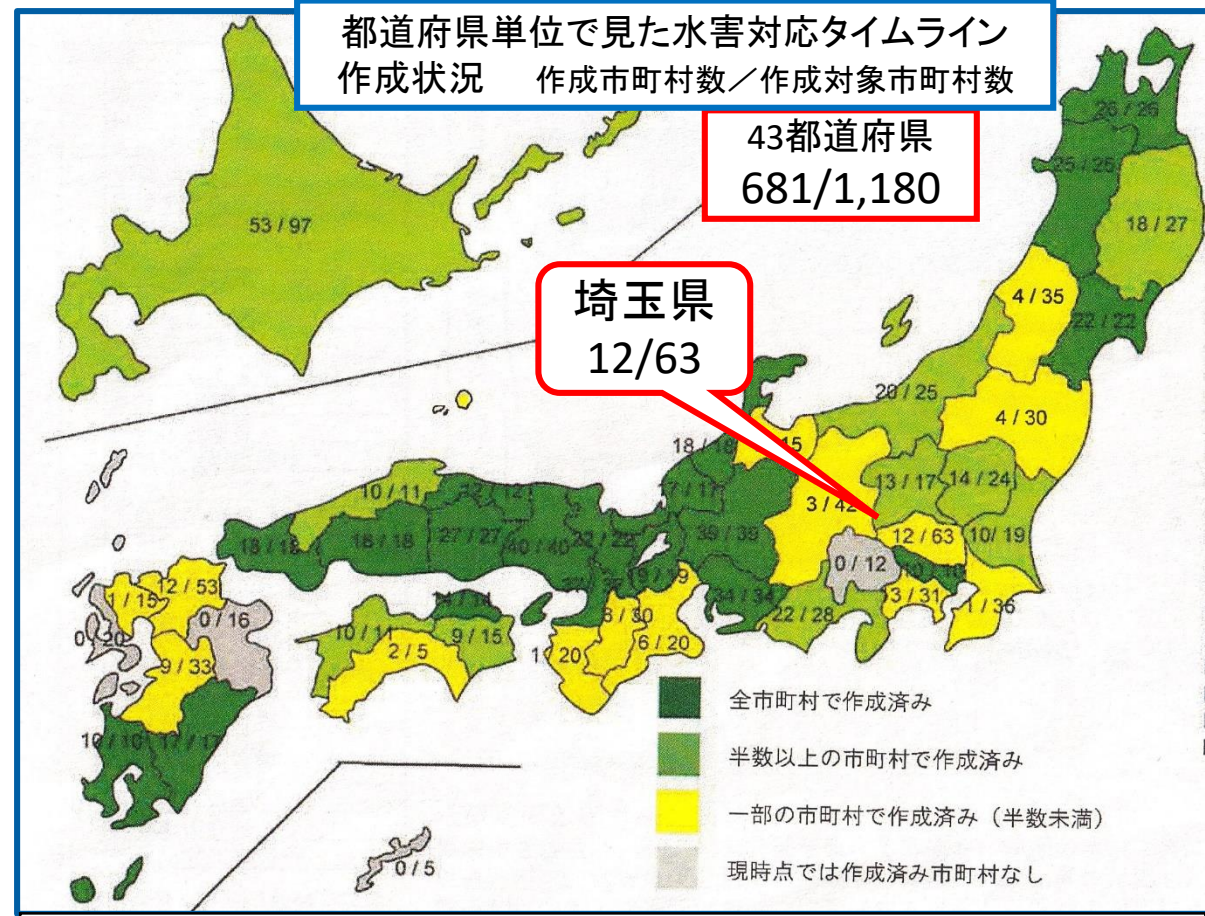 都道府県単位で見た水害対応タイムライン
作成状況 作成市町村数／作成対象市町村数
43都道府県
681/1,180
埼玉県
12/63
26 / 26
25 / 25
53 / 97
18 / 27
4 / 35
22 / 22
20 / 25
4 / 30
15
18 / 18
13 / 17
14 / 24
10 / 11
17 / 17
3 / 42
27 / 27
39 / 39
12 / 63
10 / 19
18 / 18
40 / 40
22 / 22
0 / 12
12 / 53
19 / 19
34 / 34
13 / 31
1 / 15
0 / 16
22 / 28
0 / 20
10 / 11
9 / 15
6 / 20
2 / 5
20
9 / 33
10 / 10
17 / 17
0 / 5
全市町村で作成済み
半数以上の市町村で作成済み
一部の市町村で作成済み（半数未満）
現時点では作成済み市町村なし